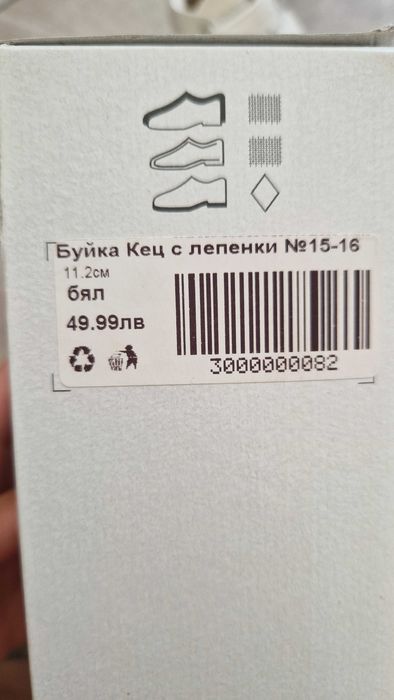 Буйка Кец с лепенки №15-16
11.2см
бял
49.99лв
3000000082